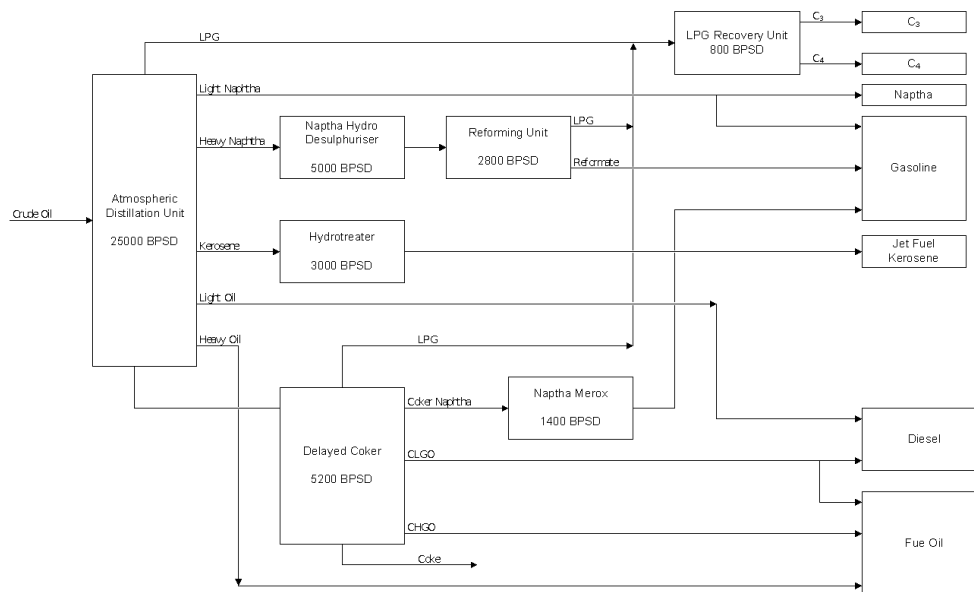 LPG
LPG Recovery Unit
800 BPSD
C₃
C₃
C₄
C₄
Light Naphtha
Naptha
Heavy Naphtha
Naptha Hydro
Desulphuriser
5000 BPSD
Reforming Unit
2800 BPSD
LPG
Reformate
Gasoline
Atmospheric
Distillation Unit
25000 BPSD
Crude Oil
Kerosene
Hydrotreater
3000 BPSD
Jet Fuel
Kerosene
Light Oil
Heavy Oil
LPG
Delayed Coker
5200 BPSD
Coker Naphtha
Naptha Merox
1400 BPSD
CLGO
Diesel
CHGO
Coke
Fue Oil